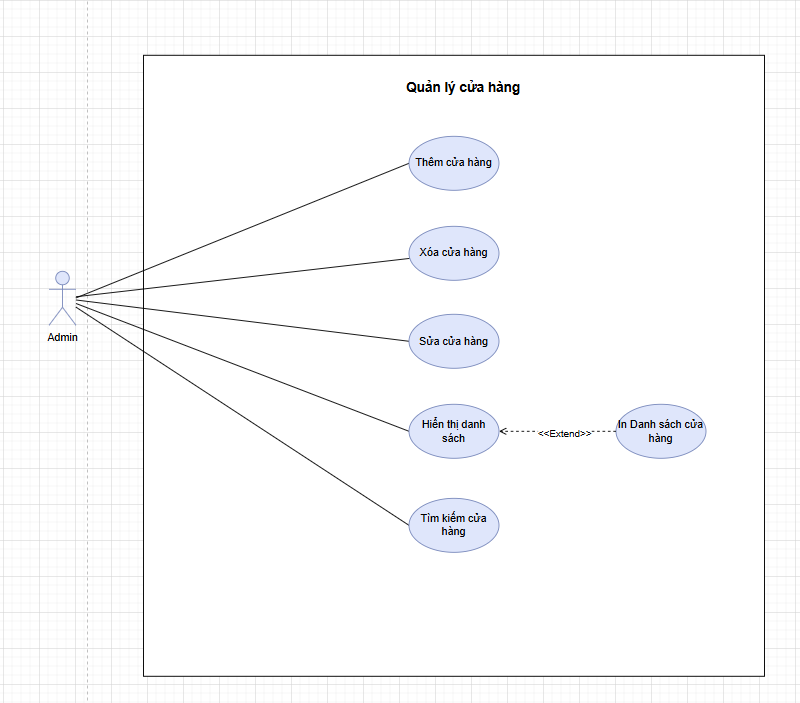 Quản lý cửa hàng
Thêm cửa hàng
Xóa cửa hàng
Admin
Sửa cửa hàng
Hiển thị danh
sách
<<Extend>>
In Danh sách cửa
hàng
Tìm kiếm cửa
hàng